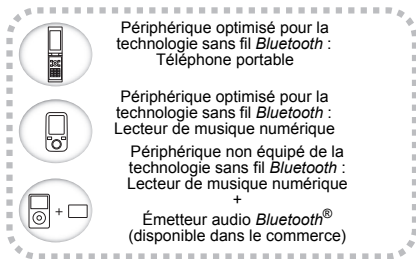 Périphérique optimisé pour la
technologie sans fil Bluetooth :
Téléphone portable
Périphérique optimisé pour la
technologie sans fil Bluetooth :
Lecteur de musique numérique
Périphérique non équipé de la
technologie sans fil Bluetooth :
Lecteur de musique numérique
+
+
Émetteur audio Bluetooth®
(disponible dans le commerce)